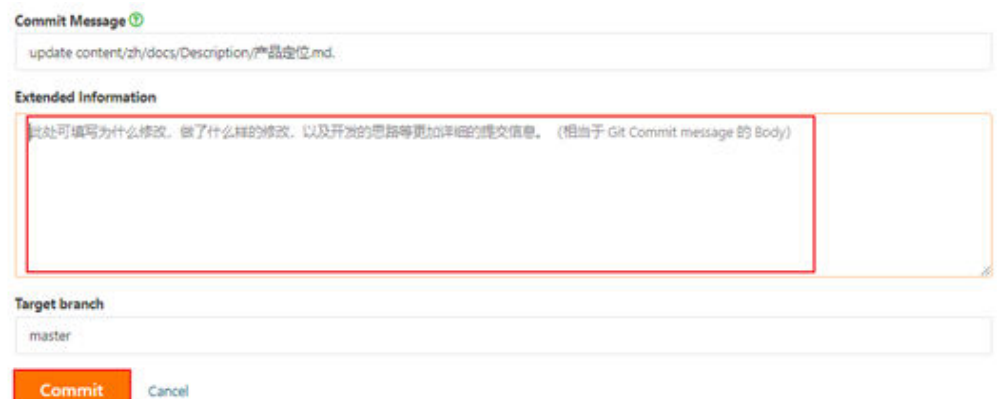 Commit Message
update content/zh/docs/Description/产品定位.md.
Extended Information
此处可填写为什么修改，做了什么样的修改，以及开发的思路等更加详细的提交信息。（相当于 Git Commit message 的 Body）
Target branch
master
Commit Cancel